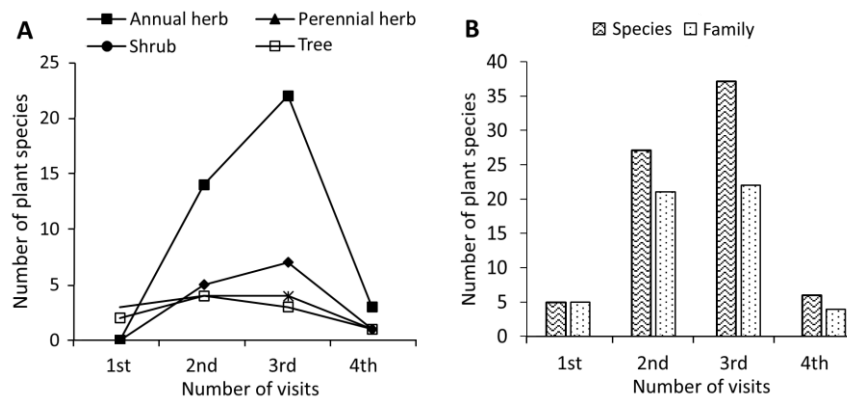 A
Annual herb Perennial herb
Shrub Tree
Number of plant species
25
20
15
10
5
0
1st 2nd 3rd 4th
Number of visits
B
Species Family
Number of plant species
40
35
30
25
20
15
10
5
0
1st 2nd 3rd 4th
Number of visits